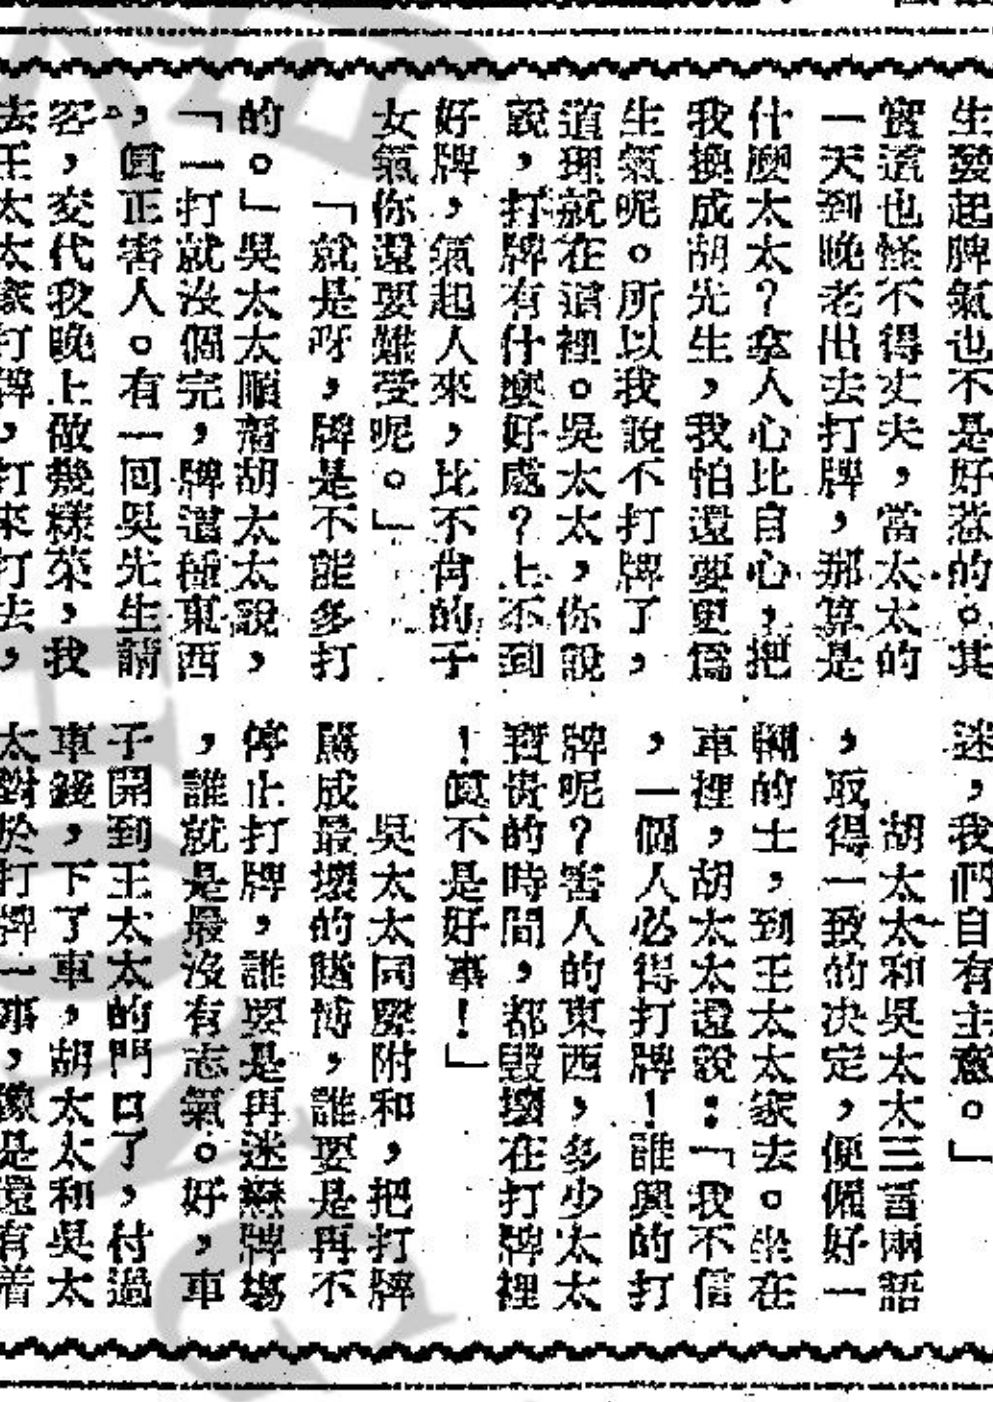 生發起脾氣也不是好惹的。其
實這也怪不得丈夫，當太太的
一天到晚老出去打牌，那算是
什麼太太？拿人心比自心，把
我換成胡先生，我怕還要更爲
生氣呢。所以我說不打牌了，
道理就在這裡。吳太太，你說
說，打牌有什麼好處？上不到
好牌，氣起人來，比不肖的子
女氣你還要難受呢。」
「就是呀，牌是不能多打
的。」吳太太順着胡太太說，
「一打就沒個完，牌這種東西
，眞正害人。有一回吳先生請
客，交代我晚上做幾樣菜，我
去王太太家打牌，打來打去，
迷，我們自有主意。」
胡太太和吳太太三言兩語
，取得一致的決定，便僱好一
輛的士，到王太太家去。坐在
車裡，胡太太還說：「我不信
，一個人必得打牌！誰興的打
牌呢？害人的東西，多少太太
寶貴的時間，都毀壞在打牌裡
！眞不是好事！」
吳太太同聲附和，把打牌
罵成最壞的賭博，誰要是再不
停止打牌，誰要是再迷戀牌場
，誰就是最沒有志氣。好，車
子開到王太太的門口了，付過
車錢，下了車，胡太太和吳太
太對於打牌一事，像是還有着